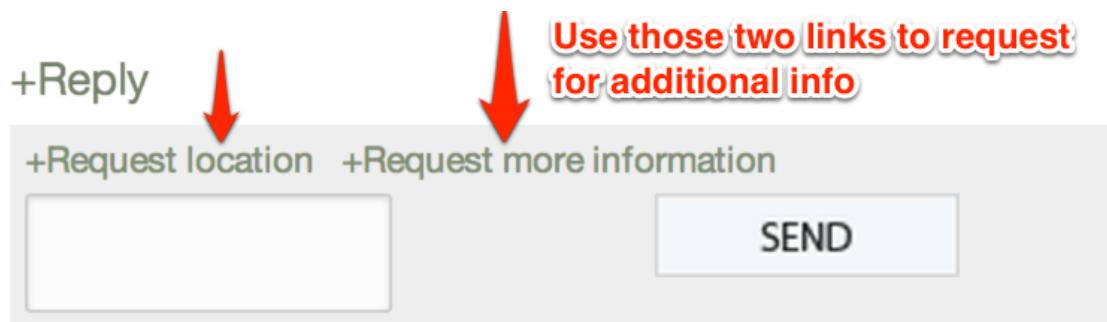 Use those two links to request
for additional info
+Reply
+Request location +Request more information
SEND